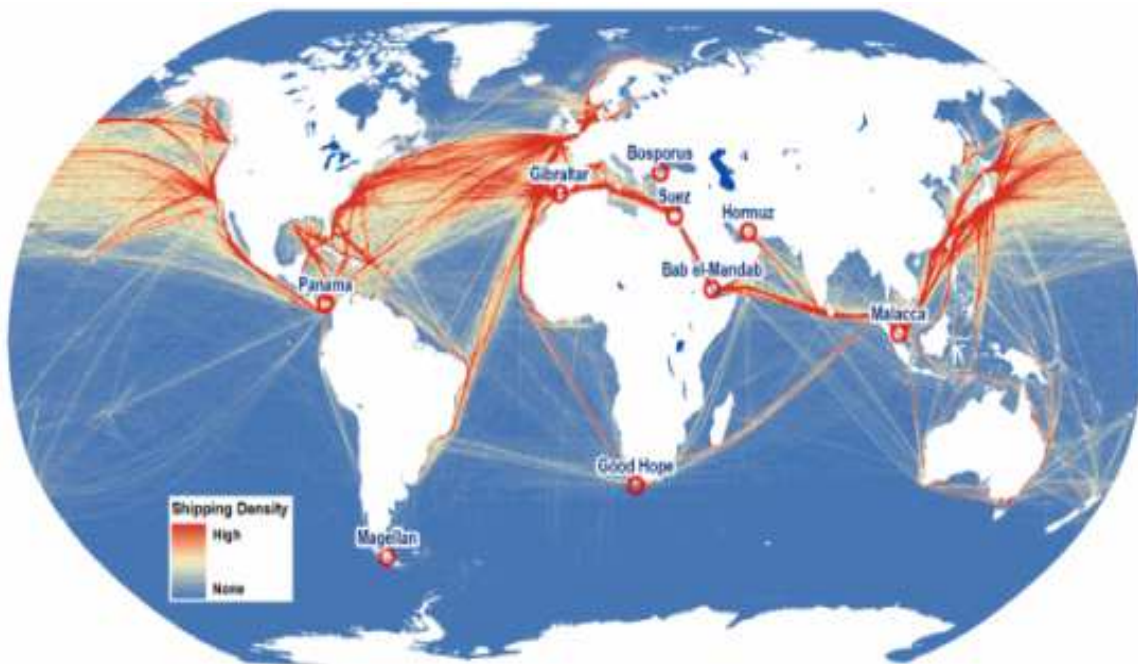 Bosporus
Gibraltar
Suez
Hormuz
Bab el-Mandab
Panama
Malacca
Good Hope
Magellan
Shipping Density
High
None